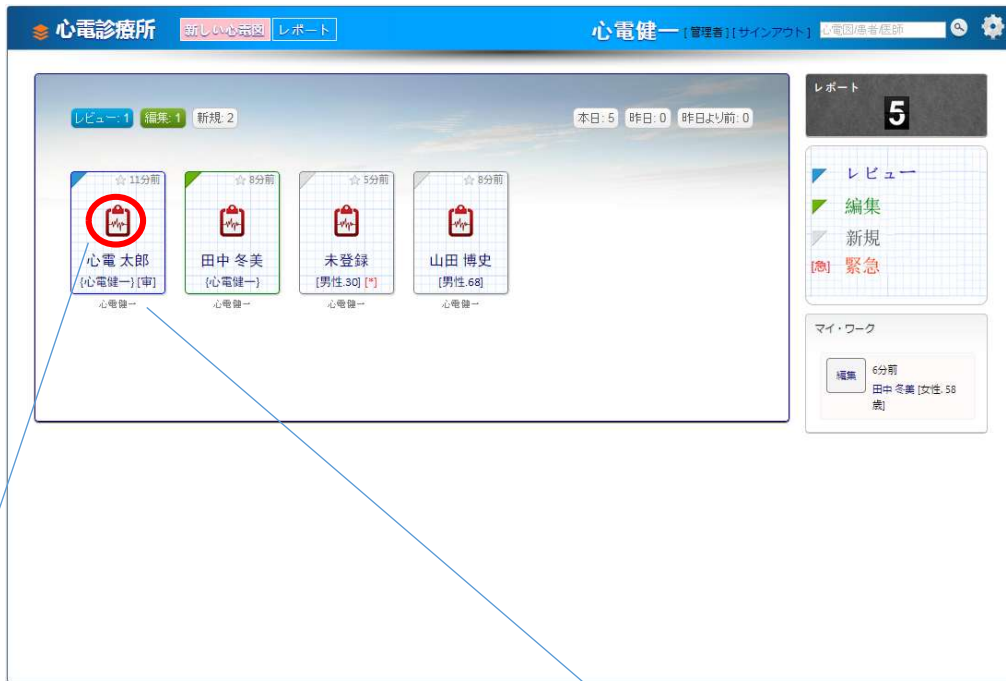 心電診療所
新しい心電図 レポート
心電健一 [管理者] [サインアウト] 心電図/患者/医師
レビュー: 1 編集: 1 新規: 2
本日: 5 昨日: 0 昨日より前: 0
☆ 11分前
心電 太郎
{心電健一} [审]
心電健一
☆ 8分前
田中 冬美
{心電健一}
心電健一
☆ 5分前
未登録
[男性.30] [*]
心電健一
☆ 8分前
山田 博史
[男性.68]
心電健一
レポート
5
レビュー
編集
新規
[急] 緊急
マイ・ワーク
編集
6分前
田中 冬美 [女性. 58
歳]